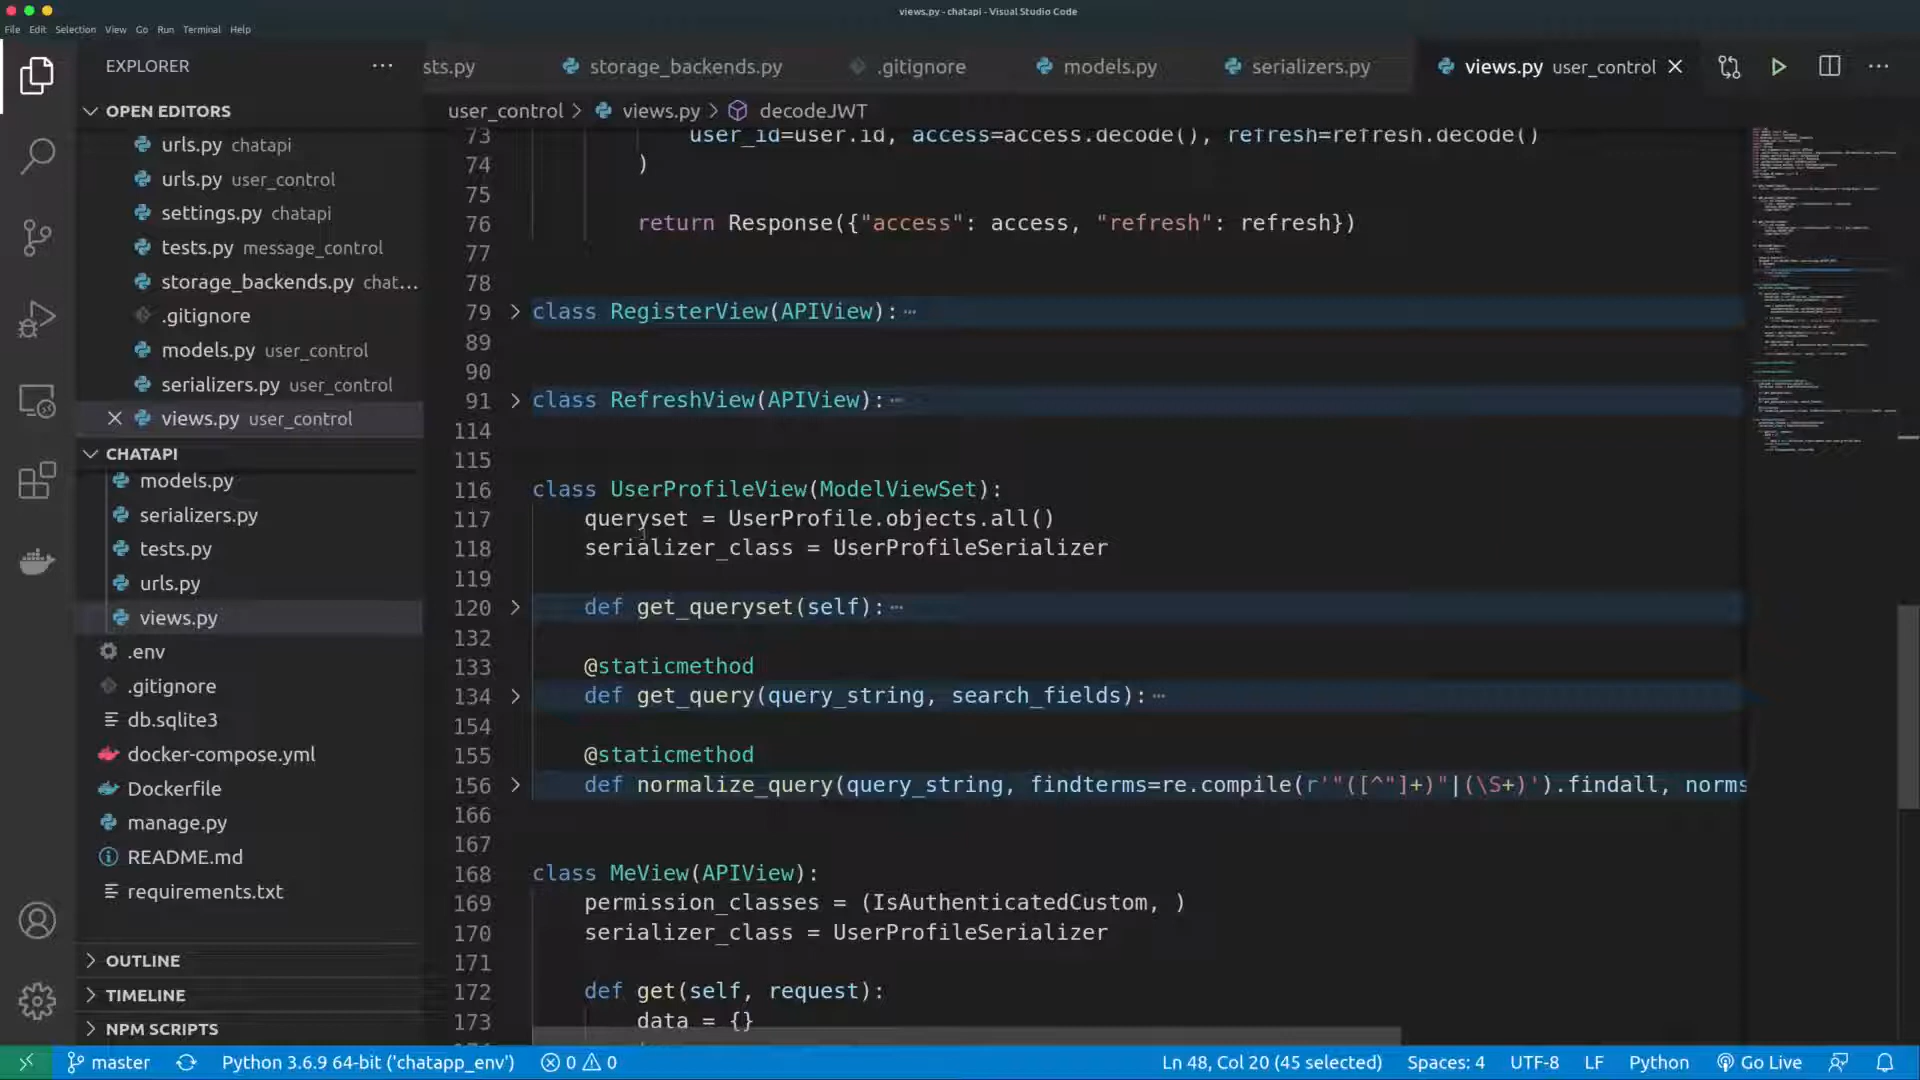 views.py - chatapi - Visual Studio Code
File Edit Selection View Go Run Terminal Help
EXPLORER
OPEN EDITORS
urls.py chatapi
urls.py user_control
settings.py chatapi
tests.py message_control
storage_backends.py chat...
.gitignore
models.py user_control
serializers.py user_control
views.py user_control
CHATAPI
models.py
serializers.py
tests.py
urls.py
views.py
.env
.gitignore
db.sqlite3
docker-compose.yml
Dockerfile
manage.py
README.md
requirements.txt
OUTLINE
TIMELINE
NPM SCRIPTS
sts.py storage_backends.py .gitignore models.py serializers.py views.py user_control
user_control > views.py > decodeJWT
73 user_id=user.id, access=access.decode(), refresh=refresh.decode()
74 )
75
76 return Response({"access": access, "refresh": refresh})
77
78
79 class RegisterView(APIView):
89
90
91 class RefreshView(APIView):
114
115
116 class UserProfileView(ModelViewSet):
117 queryset = UserProfile.objects.all()
118 serializer_class = UserProfileSerializer
119
120 def get_queryset(self):
132
133 @staticmethod
134 def get_query(query_string, search_fields):
154
155 @staticmethod
156 def normalize_query(query_string, findterms=re.compile(r'"([^"]+)"|(\S+)').findall, norms
166
167
168 class MeView(APIView):
169 permission_classes = (IsAuthenticatedCustom, )
170 serializer_class = UserProfileSerializer
171
172 def get(self, request):
173 data = {}
master Python 3.6.9 64-bit ('chatapp_env') 0 0 Ln 48, Col 20 (45 selected) Spaces: 4 UTF-8 LF Python Go Live